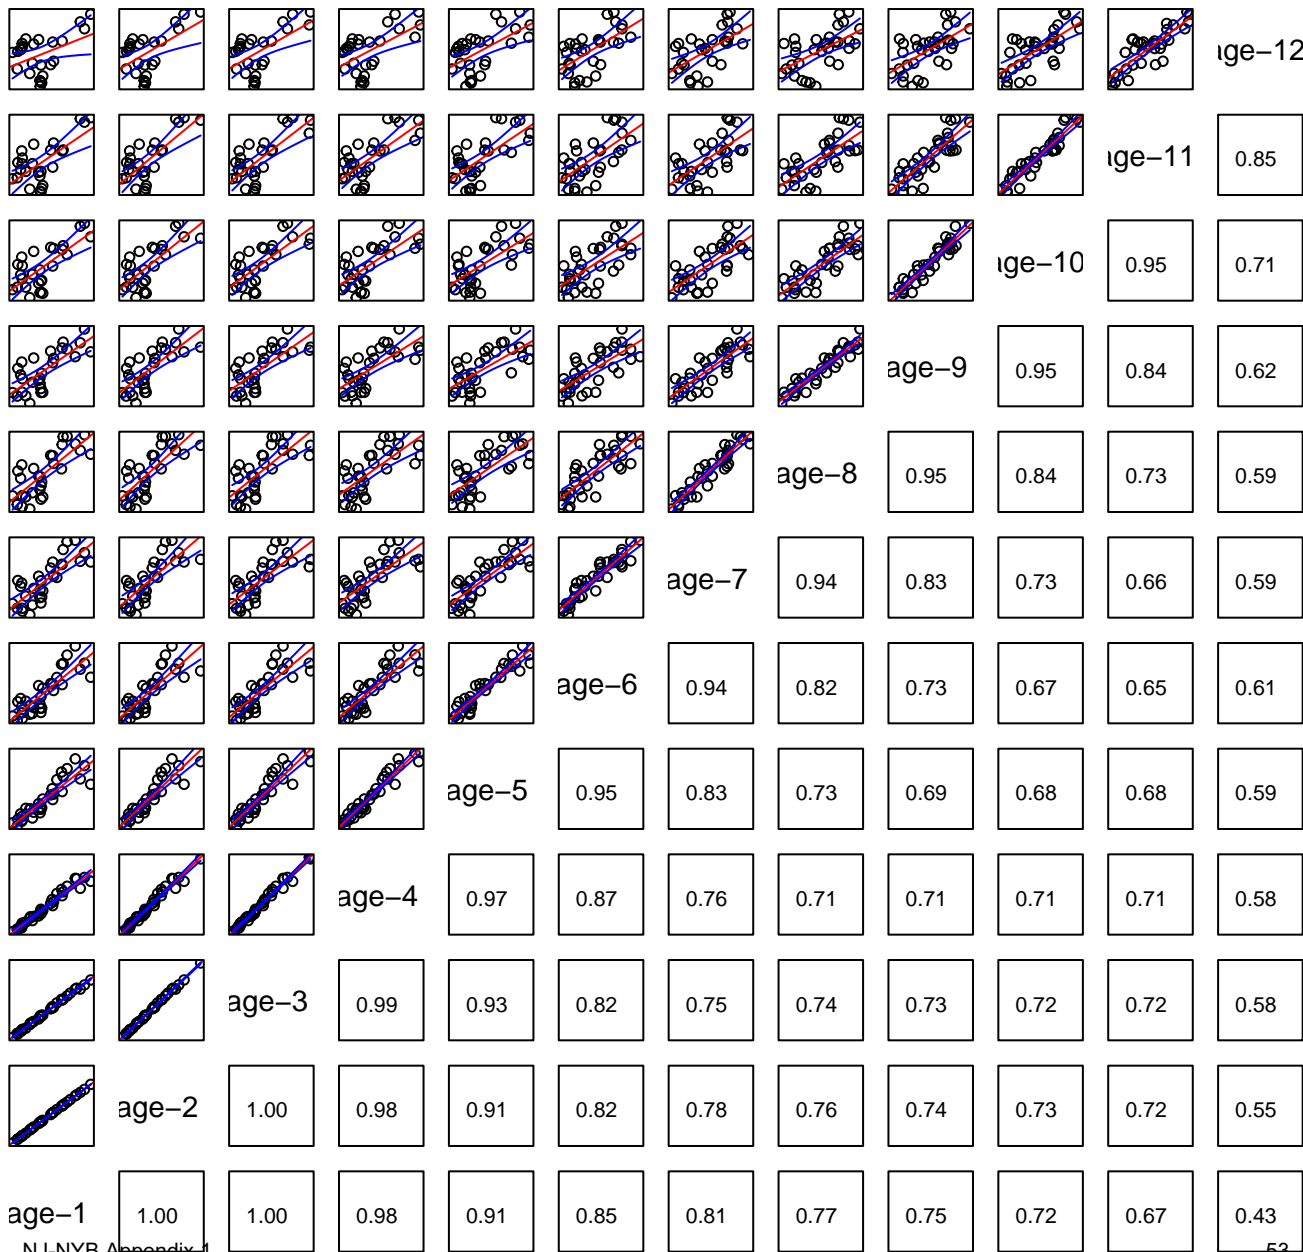 age−12
age−11 0.85
age−10 0.95 0.71
age−9 0.95 0.84 0.62
age−8 0.95 0.84 0.73 0.59
age−7 0.94 0.83 0.73 0.66 0.59
age−6 0.94 0.82 0.73 0.67 0.65 0.61
age−5 0.95 0.83 0.73 0.69 0.68 0.68 0.59
age−4 0.97 0.87 0.76 0.71 0.71 0.71 0.71 0.58
age−3 0.99 0.93 0.82 0.75 0.74 0.73 0.72 0.72 0.58
age−2 1.00 0.98 0.91 0.82 0.78 0.76 0.74 0.73 0.72 0.55
age−1 1.00 1.00 0.98 0.91 0.85 0.81 0.77 0.75 0.72 0.67 0.43
NJ-NYB Appendix 1 53